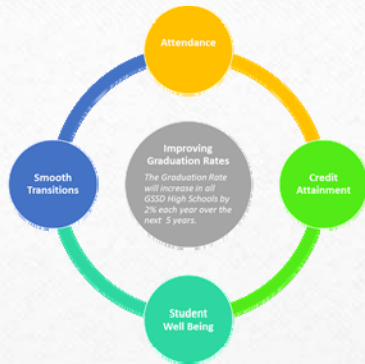 Attendance
Improving
Graduation Rates
The Graduation Rate
will increase in all
GSSD High Schools by
2% each year over the
next 5 years.
Smooth
Transitions
Credit
Attainment
Student
Well Being